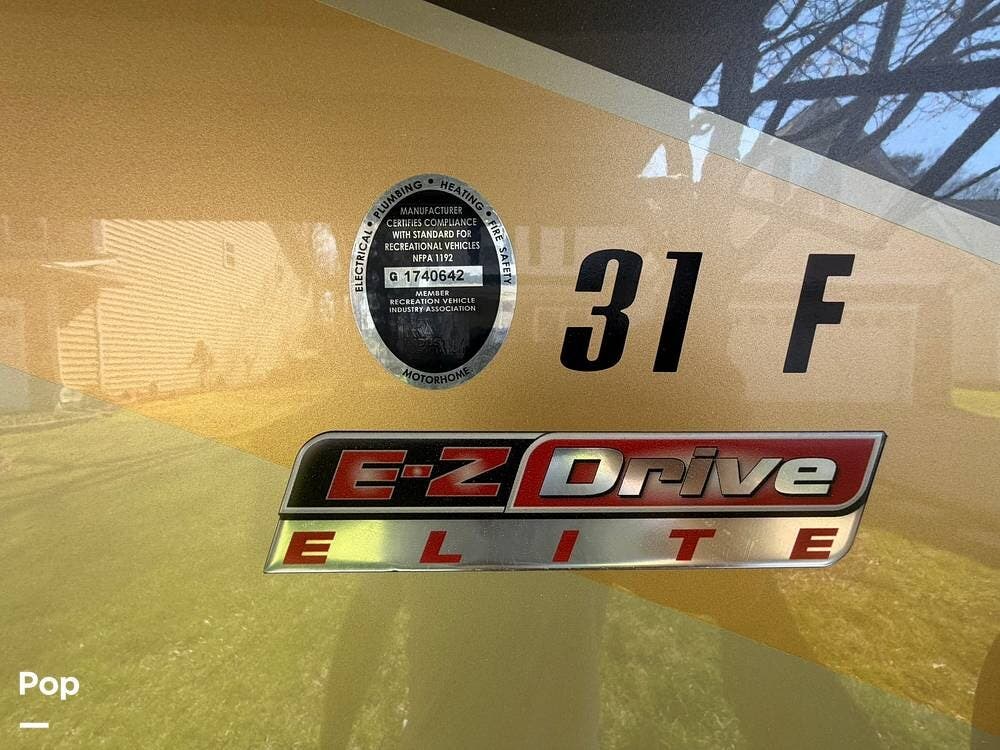 ELECTRICAL • PLUMBING • HEATING • FIRE SAFETY
MANUFACTURER
CERTIFIES COMPLIANCE
WITH STANDARD FOR
RECREATIONAL VEHICLES
NFPA 1192
G 1740642
MEMBER
RECREATION VEHICLE
INDUSTRY ASSOCIATION
MOTORHOME
31 F
E-Z Drive
ELITE
Pop